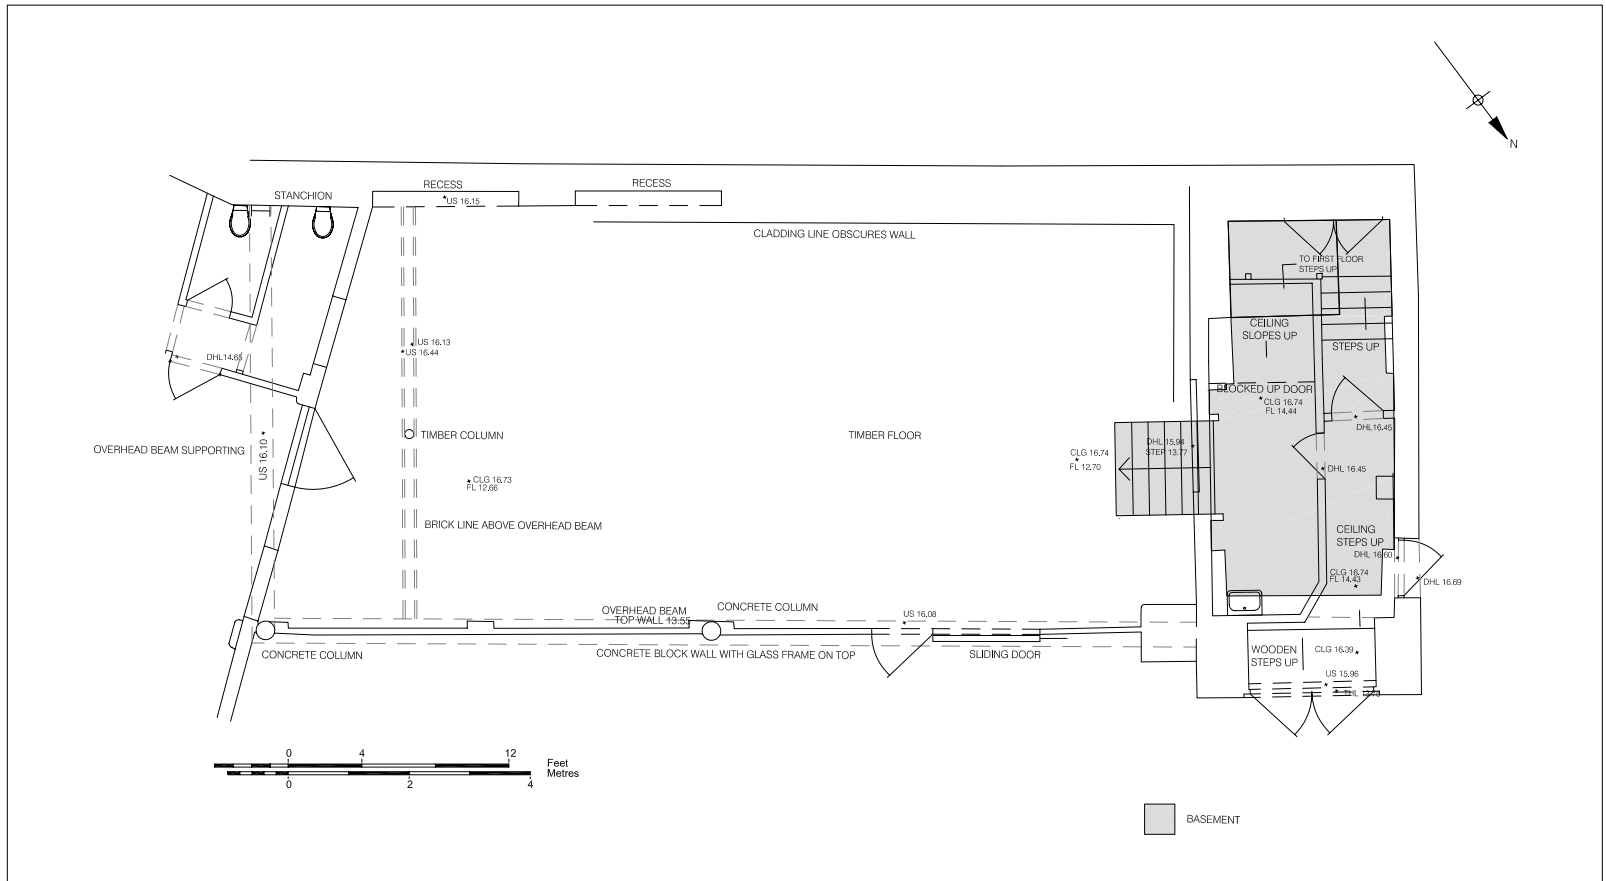 N
STANCHION
RECESS
RECESS
US 16.15
CLADDING LINE OBSCURES WALL
TO FIRST FLOOR
STEPS UP
CEILING
SLOPES UP
STEPS UP
DHL14.65
US 16.13
US 16.44
BLOCKED UP DOOR
CLG 16.74
FL 14.44
DHL16.45
OVERHEAD BEAM SUPPORTING
US 16.10
TIMBER COLUMN
TIMBER FLOOR
DHL 15.94
STEP 13.77
CLG 16.74
FL 12.70
DHL 16.45
CLG 16.73
FL 12.66
BRICK LINE ABOVE OVERHEAD BEAM
CEILING
STEPS UP
DHL 16.60
CLG 16.74
FL 14.43
DHL 16.69
OVERHEAD BEAM
TOP WALL 13.55
CONCRETE COLUMN
US 16.08
CONCRETE COLUMN
CONCRETE BLOCK WALL WITH GLASS FRAME ON TOP
SLIDING DOOR
WOODEN
STEPS UP
CLG 16.39
US 15.96
0 4 12
Feet
Metres
0 2 4
BASEMENT